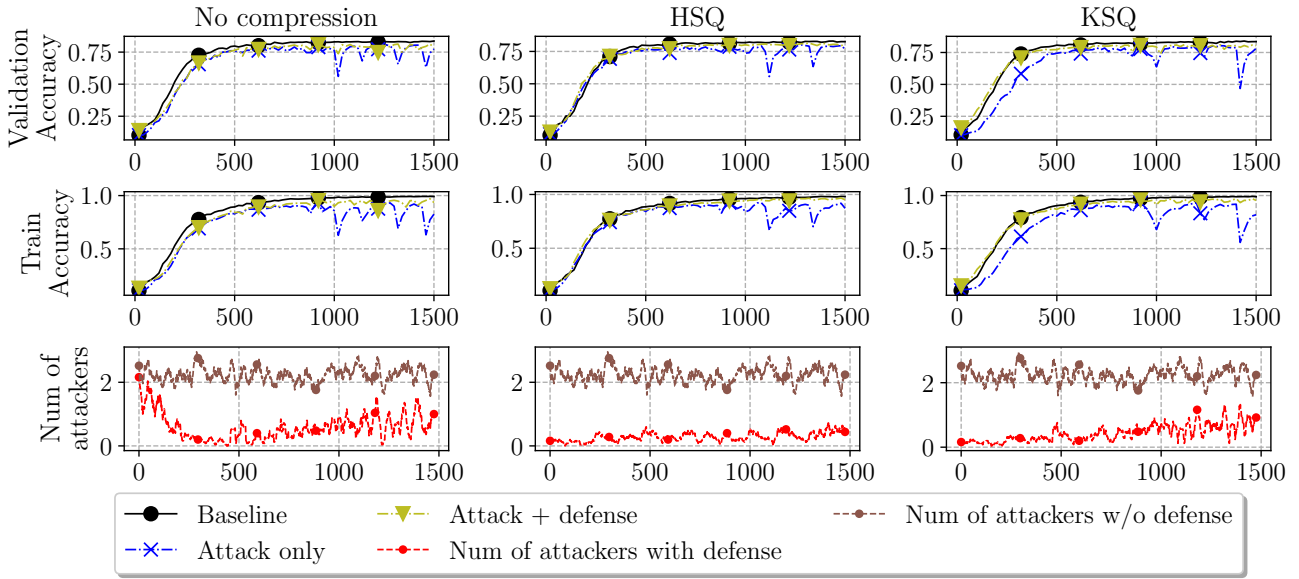 No compression HSQ KSQ
Validation
Accuracy
0.75 0.75 0.75
0.50 0.50 0.50
0.25 0.25 0.25
0 500 1000 1500 0 500 1000 1500 0 500 1000 1500
Train
Accuracy
1.0 1.0 1.0
0.5 0.5 0.5
0 500 1000 1500 0 500 1000 1500 0 500 1000 1500
Num of
attackers
2 2 2
0 0 0
0 500 1000 1500 0 500 1000 1500 0 500 1000 1500
Baseline Attack + defense Num of attackers w/o defense
Attack only Num of attackers with defense